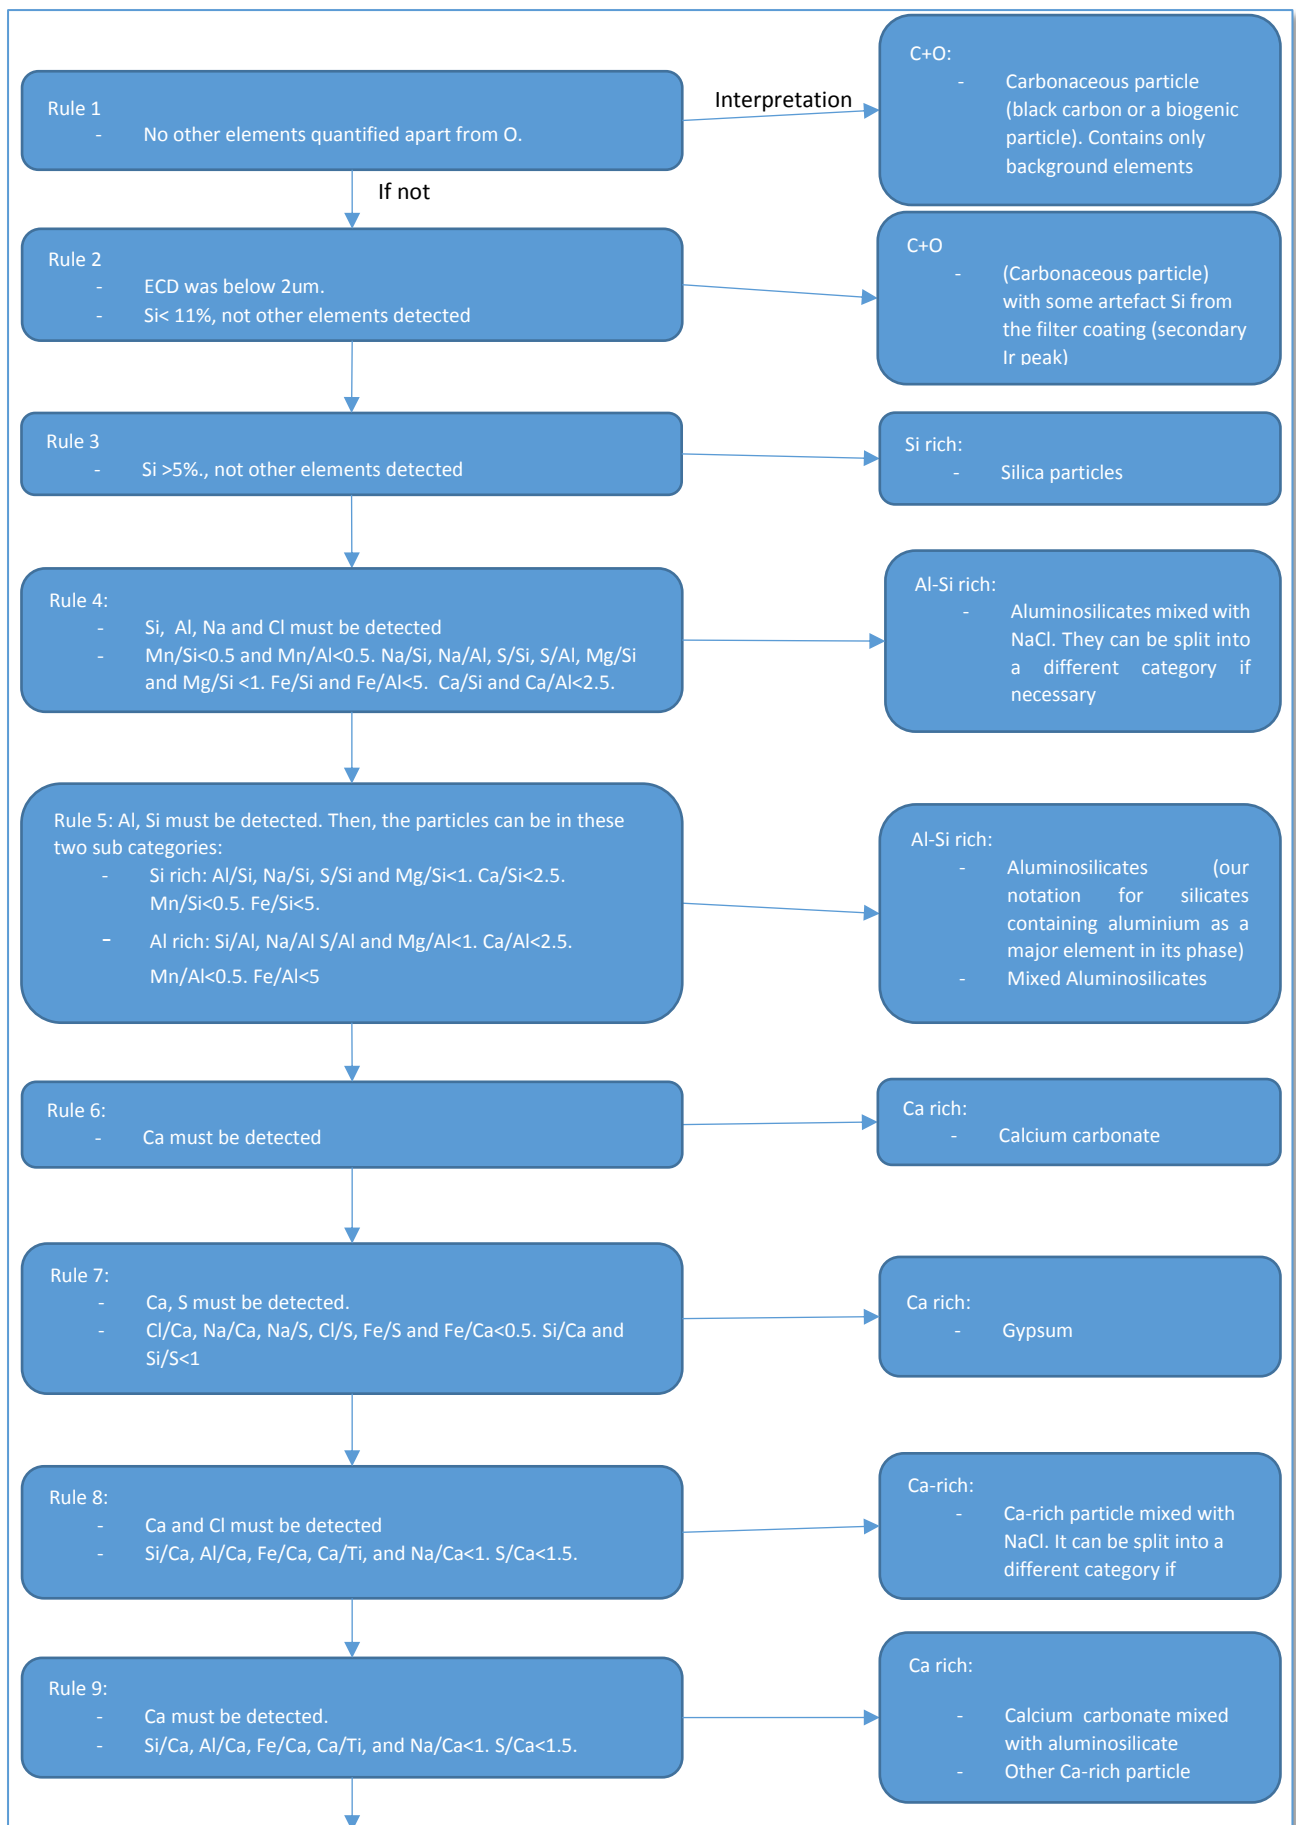 Rule 1
- No other elements quantified apart from O.
Interpretation
C+O:
- Carbonaceous particle
(black carbon or a biogenic
particle). Contains only
background elements
If not
Rule 2
- ECD was below 2um.
- Si< 11%, not other elements detected
C+O
- (Carbonaceous particle)
with some artefact Si from
the filter coating (secondary
Ir peak)
Rule 3
- Si >5%., not other elements detected
Si rich:
- Silica particles
Rule 4:
- Si, Al, Na and Cl must be detected
- Mn/Si<0.5 and Mn/Al<0.5. Na/Si, Na/Al, S/Si, S/Al, Mg/Si
and Mg/Si <1. Fe/Si and Fe/Al<5. Ca/Si and Ca/Al<2.5.
Al-Si rich:
- Aluminosilicates mixed with
NaCl. They can be split into
a different category if
necessary
Rule 5: Al, Si must be detected. Then, the particles can be in these
two sub categories:
- Si rich: Al/Si, Na/Si, S/Si and Mg/Si<1. Ca/Si<2.5.
Mn/Si<0.5. Fe/Si<5.
- Al rich: Si/Al, Na/Al S/Al and Mg/Al<1. Ca/Al<2.5.
Mn/Al<0.5. Fe/Al<5
Al-Si rich:
- Aluminosilicates (our
notation for silicates
containing aluminium as a
major element in its phase)
- Mixed Aluminosilicates
Rule 6:
- Ca must be detected
Ca rich:
- Calcium carbonate
Rule 7:
- Ca, S must be detected.
- Cl/Ca, Na/Ca, Na/S, Cl/S, Fe/S and Fe/Ca<0.5. Si/Ca and
Si/S<1
Ca rich:
- Gypsum
Rule 8:
- Ca and Cl must be detected
- Si/Ca, Al/Ca, Fe/Ca, Ca/Ti, and Na/Ca<1. S/Ca<1.5.
Ca-rich:
- Ca-rich particle mixed with
NaCl. It can be split into a
different category if
Rule 9:
- Ca must be detected.
- Si/Ca, Al/Ca, Fe/Ca, Ca/Ti, and Na/Ca<1. S/Ca<1.5.
Ca rich:
- Calcium carbonate mixed
with aluminosilicate
- Other Ca-rich particle